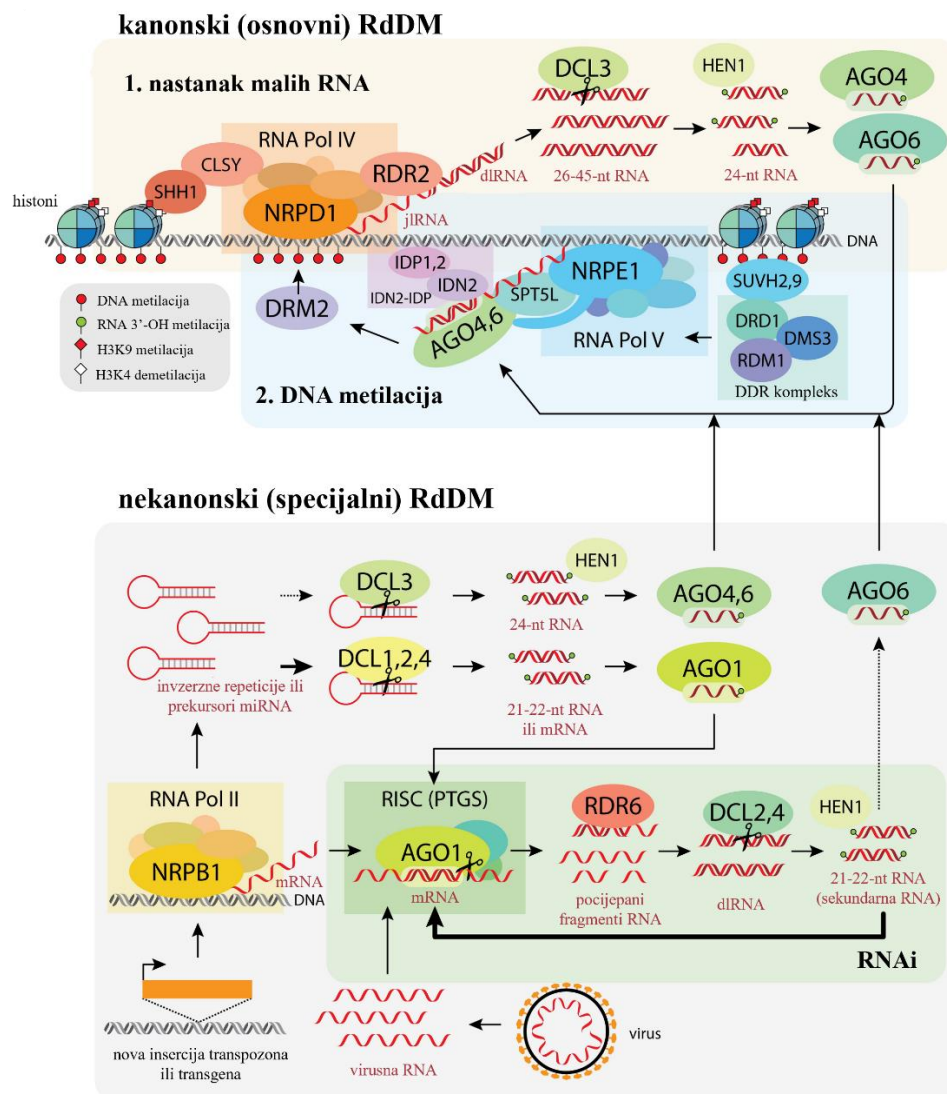 kanonski (osnovni) RdDM
1. nastanak malih RNA
RNA Pol IV
CLSY
SHH1
NRPD1
RDR2
jlRNA
dlRNA
DCL3
26-45-nt RNA
HEN1
24-nt RNA
AGO4
AGO6
histoni
DNA
DNA metilacija
RNA 3'-OH metilacija
H3K9 metilacija
H3K4 demetilacija
DRM2
IDP1,2
IDN2
IDN2-IDP
AGO4,6
SPT5L
NRPE1
RNA Pol V
SUVH2,9
DRD1
DMS3
RDM1
DDR kompleks
2. DNA metilacija
nekanonski (specijalni) RdDM
DCL3
HEN1
24-nt RNA
AGO4,6
AGO6
invzerzne repeticije ili
prekursori miRNA
DCL1,2,4
21-22-nt RNA
ili mRNA
AGO1
RNA Pol II
NRPB1
mRNA
DNA
RISC (PTGS)
AGO1
mRNA
RDR6
pocijepani
fragmenti RNA
DCL2,4
dlRNA
HEN1
21-22-nt RNA
(sekundarna RNA)
RNAi
nova insercija transpozona
ili transgena
virusna RNA
virus